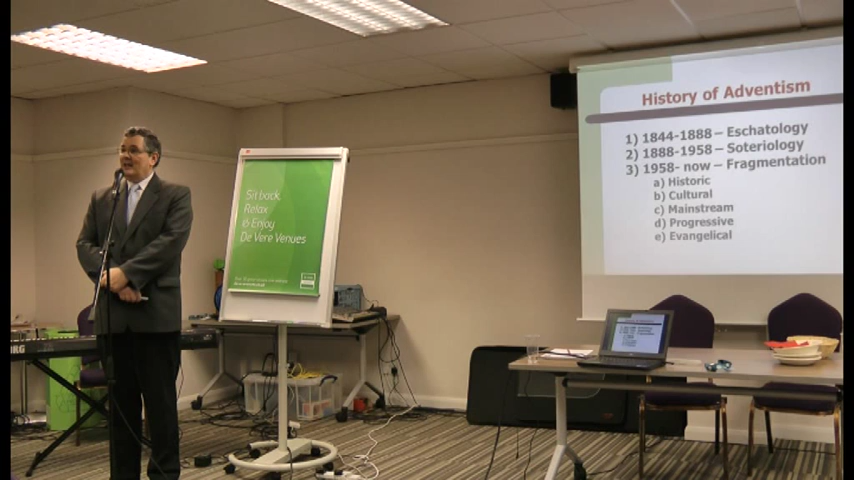 Sit back,
Relax
& Enjoy
De Vere Venues
History of Adventism
1) 1844-1888 – Eschatology
2) 1888-1958 – Soteriology
3) 1958- now – Fragmentation
a) Historic
b) Cultural
c) Mainstream
d) Progressive
e) Evangelical
KORG